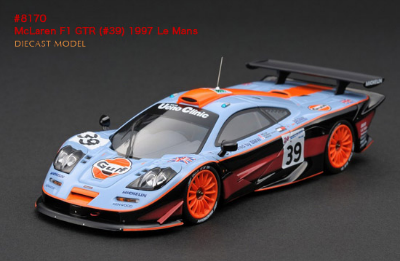 #8170
McLaren F1 GTR (#39) 1997 Le Mans
DIECAST MODEL
Ueno Clinic
39
Gulf
39